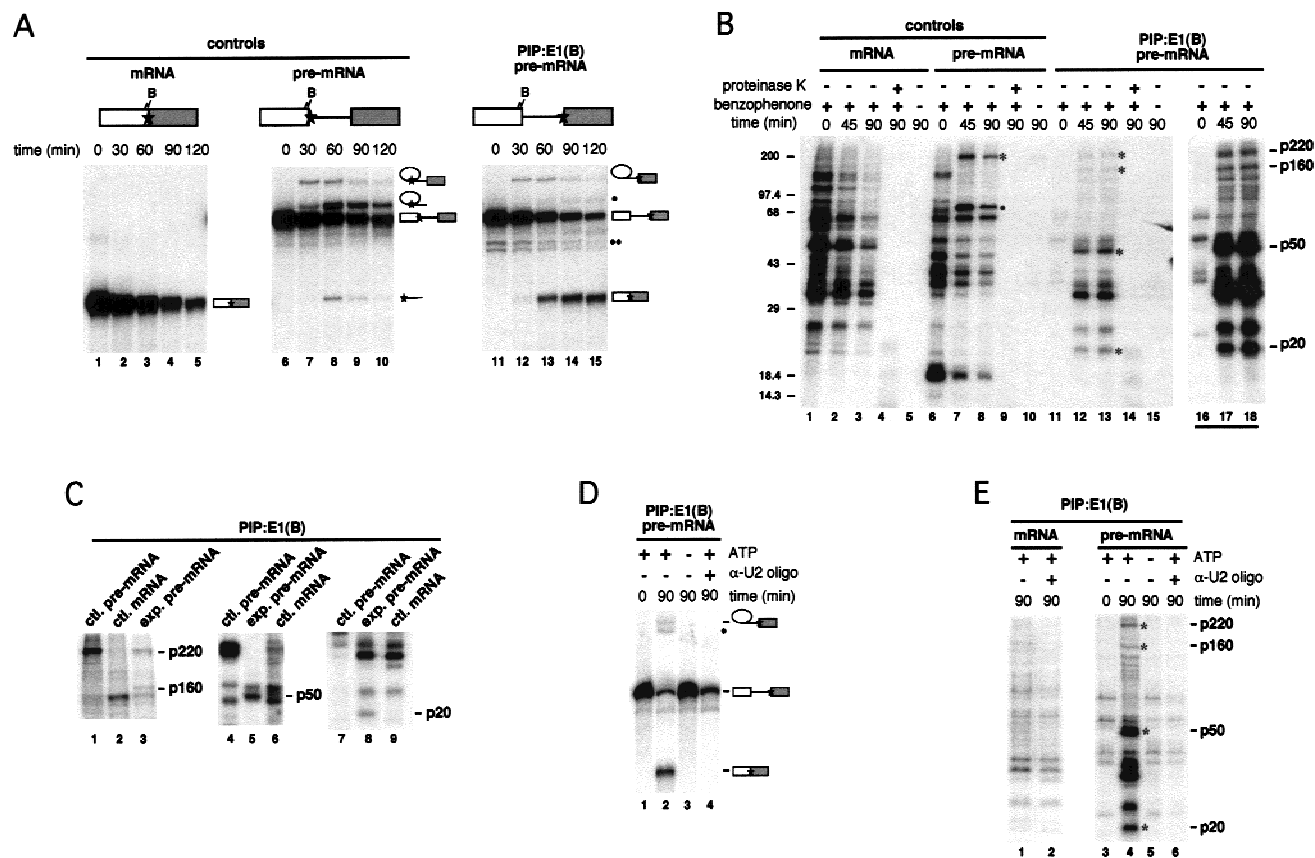 A
controls
mRNA
pre-mRNA
PIP:E1(B)
pre-mRNA
B
B
B
time (min)
0 30 60 90 120
0 30 60 90 120
0 30 60 90 120
1 2 3 4 5
6 7 8 9 10
11 12 13 14 15
B
controls
mRNA
pre-mRNA
PIP:E1(B)
pre-mRNA
proteinase K
- - - + -
- - - + -
- - - + -
- - -
benzophenone
+ + + + -
+ + + + -
+ + + + -
+ + +
time (min)
0 45 90 90 90
0 45 90 90 90
0 45 90 90 90
0 45 90
200 –
97.4 –
68 –
43 –
29 –
18.4 –
14.3 –
*
•
*
*
*
*
– p220
– p160
– p50
– p20
1 2 3 4 5 6 7 8 9 10 11 12 13 14 15 16 17 18
C
PIP:E1(B)
ctl. pre-mRNA
ctl. mRNA
exp. pre-mRNA
ctl. pre-mRNA
exp. pre-mRNA
ctl. mRNA
ctl. pre-mRNA
exp. pre-mRNA
ctl. mRNA
– p220
– p160
– p50
– p20
1 2 3
4 5 6
7 8 9
D
PIP:E1(B)
pre-mRNA
+ + - + ATP
- - - + α-U2 oligo
0 90 90 90 time (min)
1 2 3 4
E
PIP:E1(B)
mRNA
pre-mRNA
+ + + + - + ATP
- + - - - + α-U2 oligo
90 90 0 90 90 90 time (min)
* – p220
* – p160
* – p50
* – p20
1 2 3 4 5 6